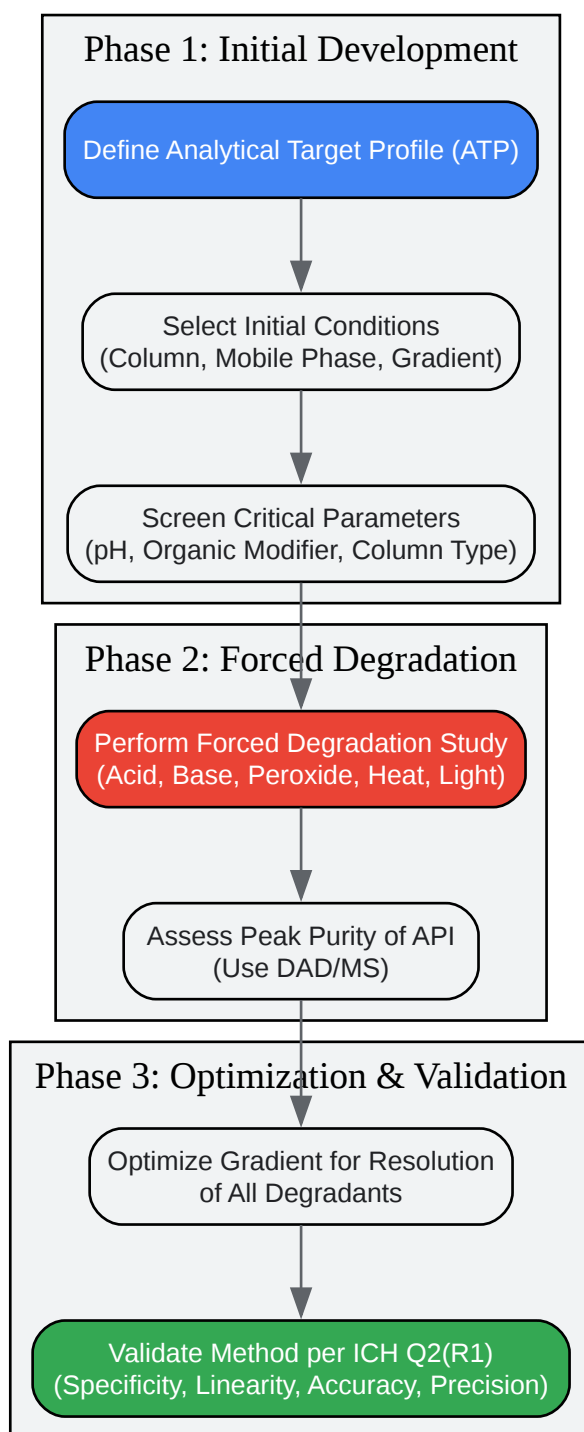 Phase 1: Initial Development
Define Analytical Target Profile (ATP)
Select Initial Conditions
(Column, Mobile Phase, Gradient)
Screen Critical Parameters
(pH, Organic Modifier, Column Type)
Phase 2: Forced Degradation
Perform Forced Degradation Study
(Acid, Base, Peroxide, Heat, Light)
Assess Peak Purity of API
(Use DAD/MS)
Phase 3: Optimization & Validation
Optimize Gradient for Resolution
of All Degradants
Validate Method per ICH Q2(R1)
(Specificity, Linearity, Accuracy, Precision)